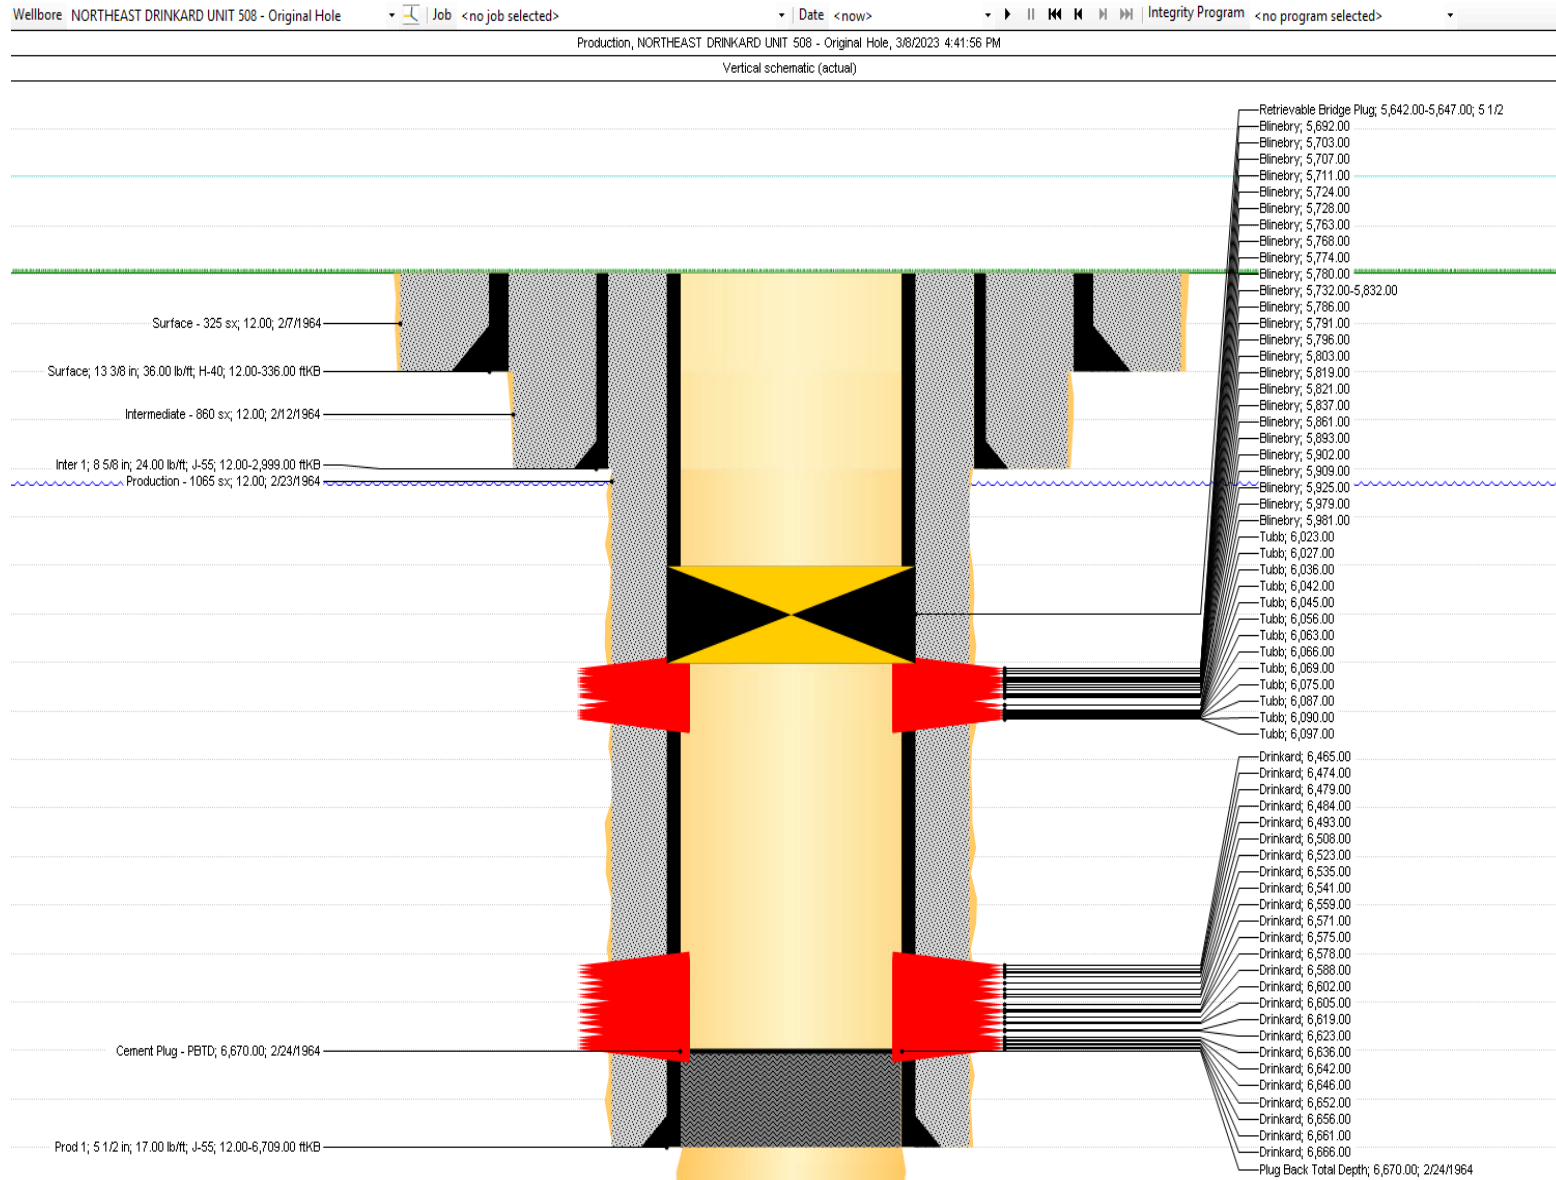 Wellbore NORTHEAST DRINKARD UNIT 508 - Original Hole Job <no job selected> Date <now> Integrity Program <no program selected>
Production, NORTHEAST DRINKARD UNIT 508 - Original Hole, 3/8/2023 4:41:56 PM
Vertical schematic (actual)
Surface - 325 sx; 12.00; 2/7/1964
Surface; 13 3/8 in; 36.00 lb/ft; H-40; 12.00-336.00 ftKB
Intermediate - 860 sx; 12.00; 2/12/1964
Inter 1; 8 5/8 in; 24.00 lb/ft; J-55; 12.00-2,999.00 ftKB
Production - 1065 sx; 12.00; 2/23/1964
Cement Plug - PBTD; 6,670.00; 2/24/1964
Prod 1; 5 1/2 in; 17.00 lb/ft; J-55; 12.00-6,709.00 ftKB
Retrievable Bridge Plug; 5,642.00-5,647.00; 5 1/2
Blinebry; 5,692.00
Blinebry; 5,703.00
Blinebry; 5,707.00
Blinebry; 5,711.00
Blinebry; 5,724.00
Blinebry; 5,728.00
Blinebry; 5,763.00
Blinebry; 5,768.00
Blinebry; 5,774.00
Blinebry; 5,780.00
Blinebry; 5,732.00-5,832.00
Blinebry; 5,786.00
Blinebry; 5,791.00
Blinebry; 5,796.00
Blinebry; 5,803.00
Blinebry; 5,819.00
Blinebry; 5,821.00
Blinebry; 5,837.00
Blinebry; 5,861.00
Blinebry; 5,893.00
Blinebry; 5,902.00
Blinebry; 5,909.00
Blinebry; 5,925.00
Blinebry; 5,979.00
Blinebry; 5,981.00
Tubb; 6,023.00
Tubb; 6,027.00
Tubb; 6,036.00
Tubb; 6,042.00
Tubb; 6,045.00
Tubb; 6,056.00
Tubb; 6,063.00
Tubb; 6,066.00
Tubb; 6,069.00
Tubb; 6,075.00
Tubb; 6,087.00
Tubb; 6,090.00
Tubb; 6,097.00
Drinkard; 6,465.00
Drinkard; 6,474.00
Drinkard; 6,479.00
Drinkard; 6,484.00
Drinkard; 6,493.00
Drinkard; 6,508.00
Drinkard; 6,523.00
Drinkard; 6,535.00
Drinkard; 6,541.00
Drinkard; 6,559.00
Drinkard; 6,571.00
Drinkard; 6,575.00
Drinkard; 6,578.00
Drinkard; 6,588.00
Drinkard; 6,602.00
Drinkard; 6,605.00
Drinkard; 6,619.00
Drinkard; 6,623.00
Drinkard; 6,636.00
Drinkard; 6,642.00
Drinkard; 6,646.00
Drinkard; 6,652.00
Drinkard; 6,656.00
Drinkard; 6,661.00
Drinkard; 6,666.00
Plug Back Total Depth; 6,670.00; 2/24/1964